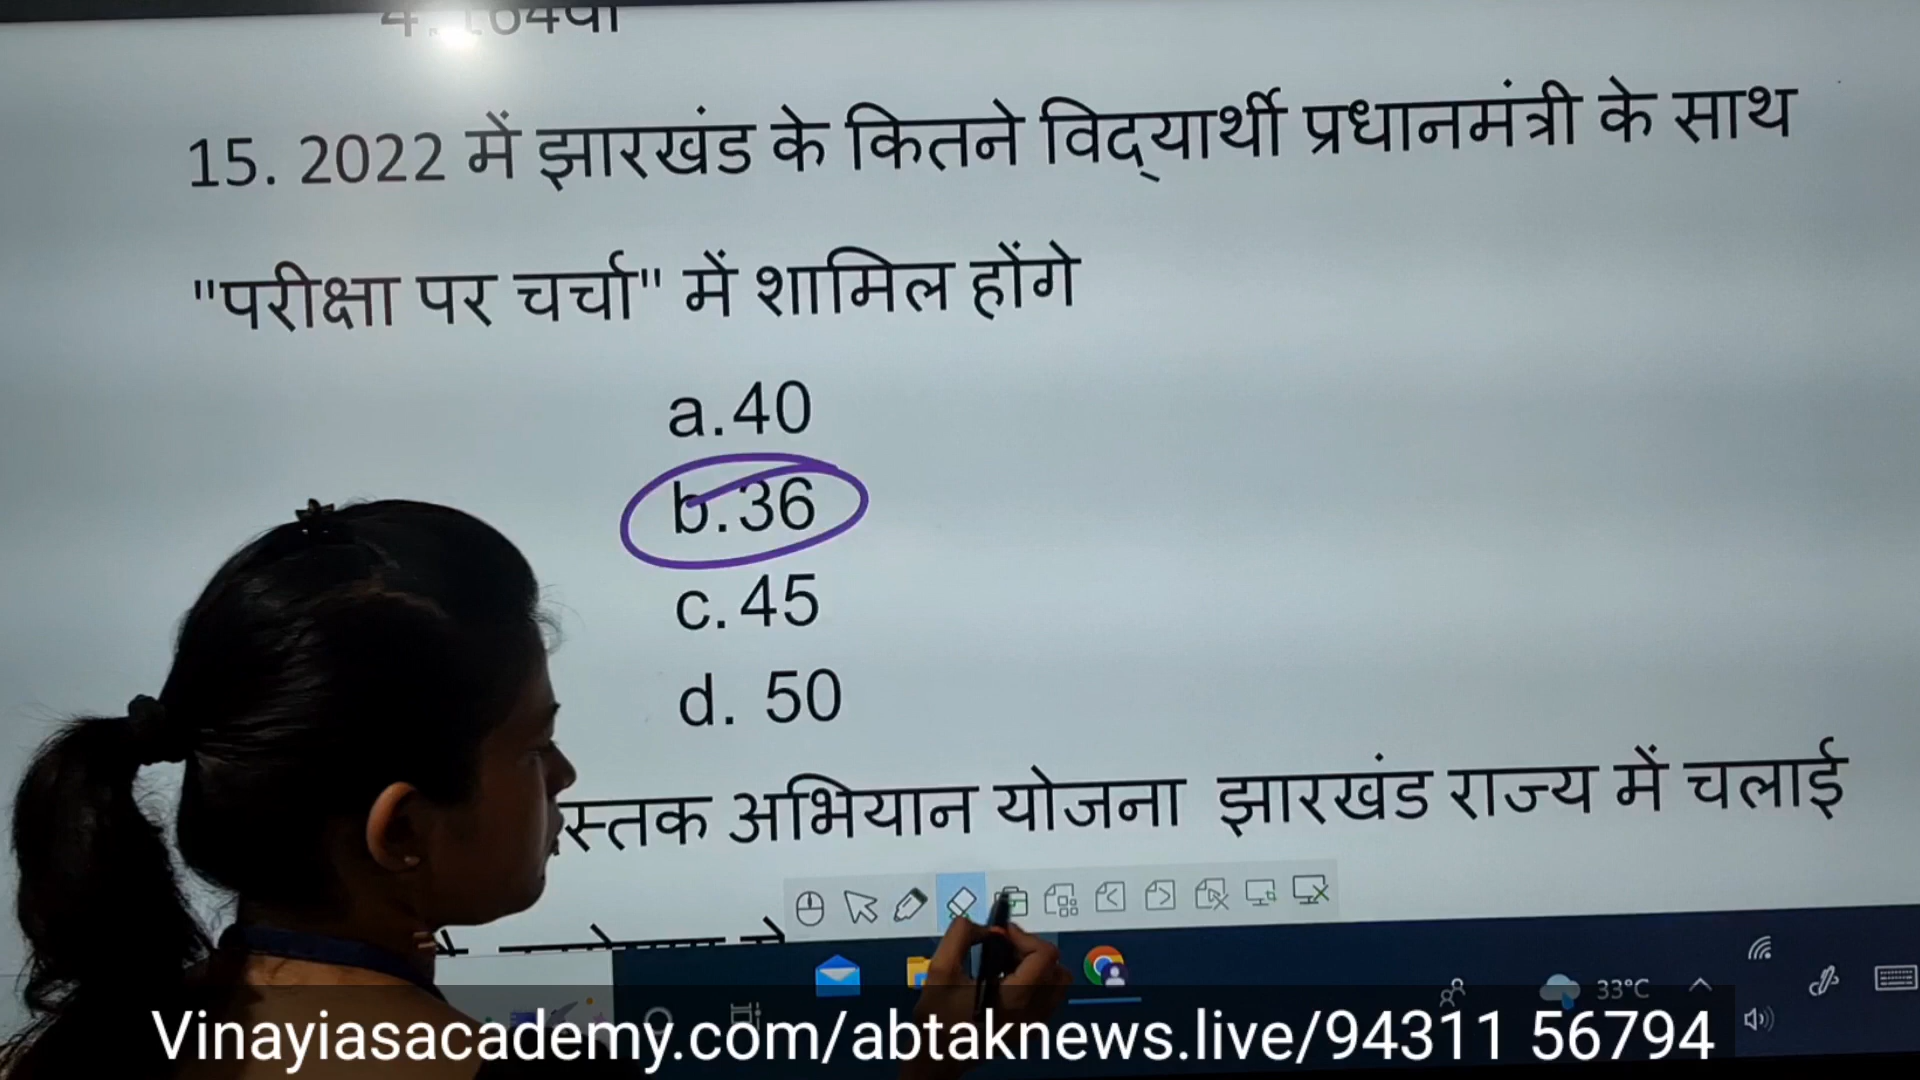 15. 2022 में झारखंड के कितने विद्यार्थी प्रधानमंत्री के साथ
"परीक्षा पर चर्चा" में शामिल होंगे
a.40
b.36
c.45
d. 50
अभियान योजना झारखंड राज्य में चलाई
33°C
Vinayiasacademy.com/abtaknews.live/94311 56794